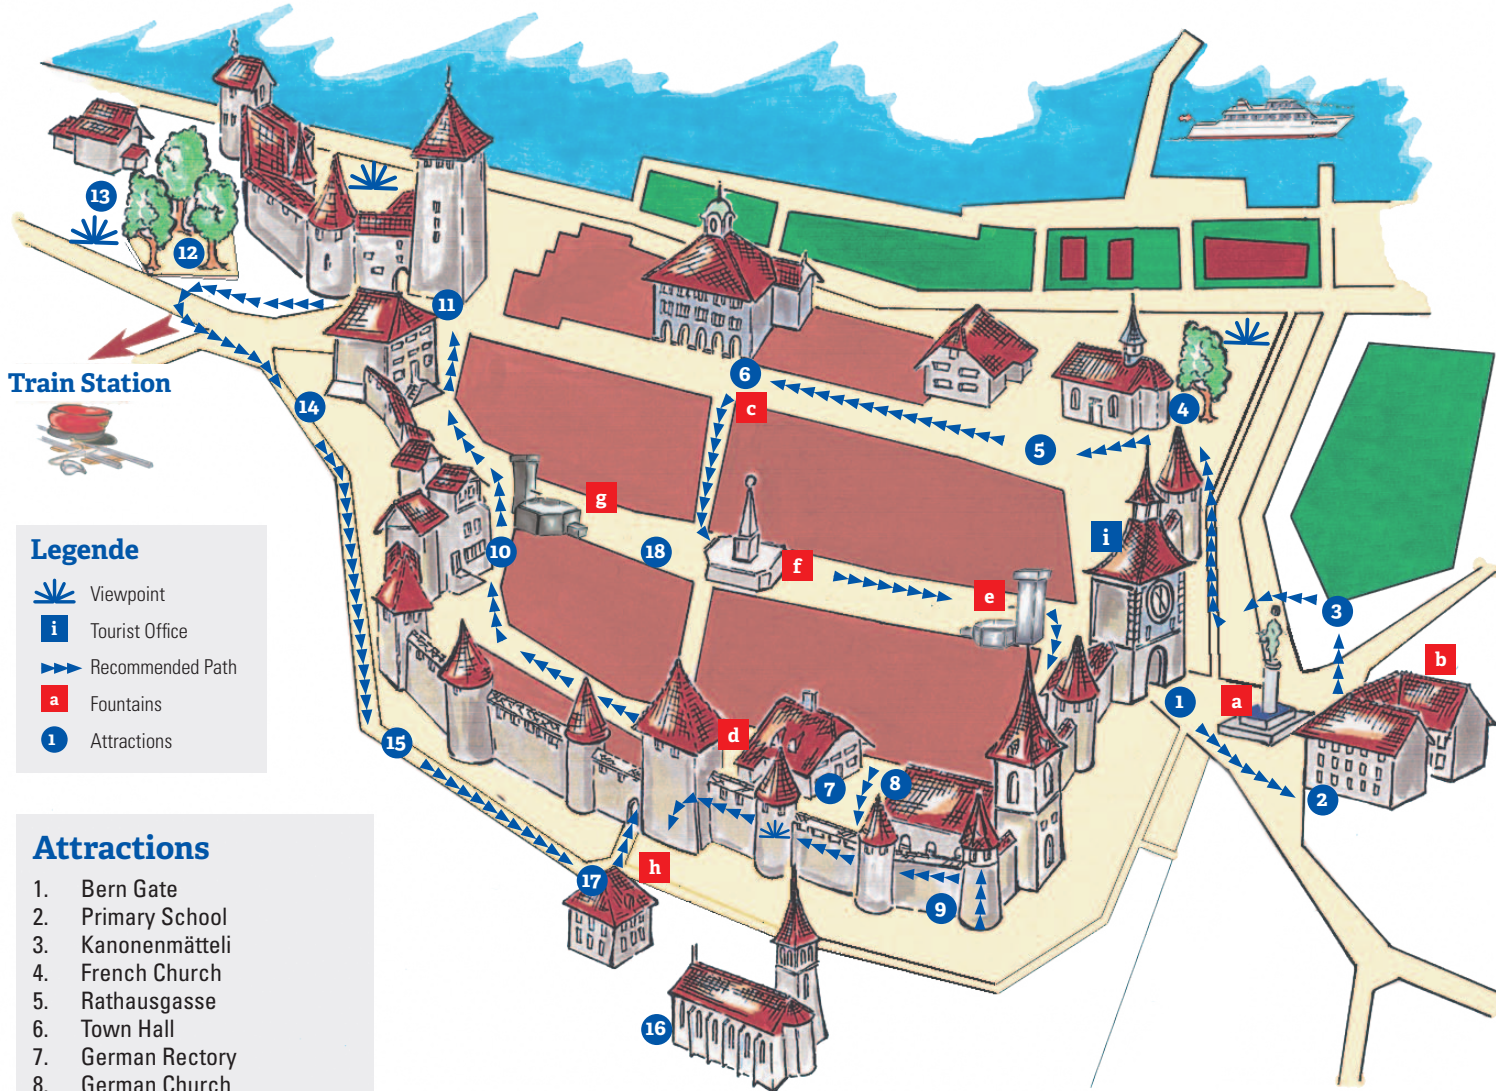 13
12
11
6
c
4
5
Train Station
14
g
10
18
f
i
e
3
b
a
1
Legende
Viewpoint
i Tourist Office
Recommended Path
a Fountains
1 Attractions
15
d
7
8
2
h
17
9
16
Attractions
1. Bern Gate
2. Primary School
3. Kanonenmätteli
4. French Church
5. Rathausgasse
6. Town Hall
7. German Rectory
8. German Church